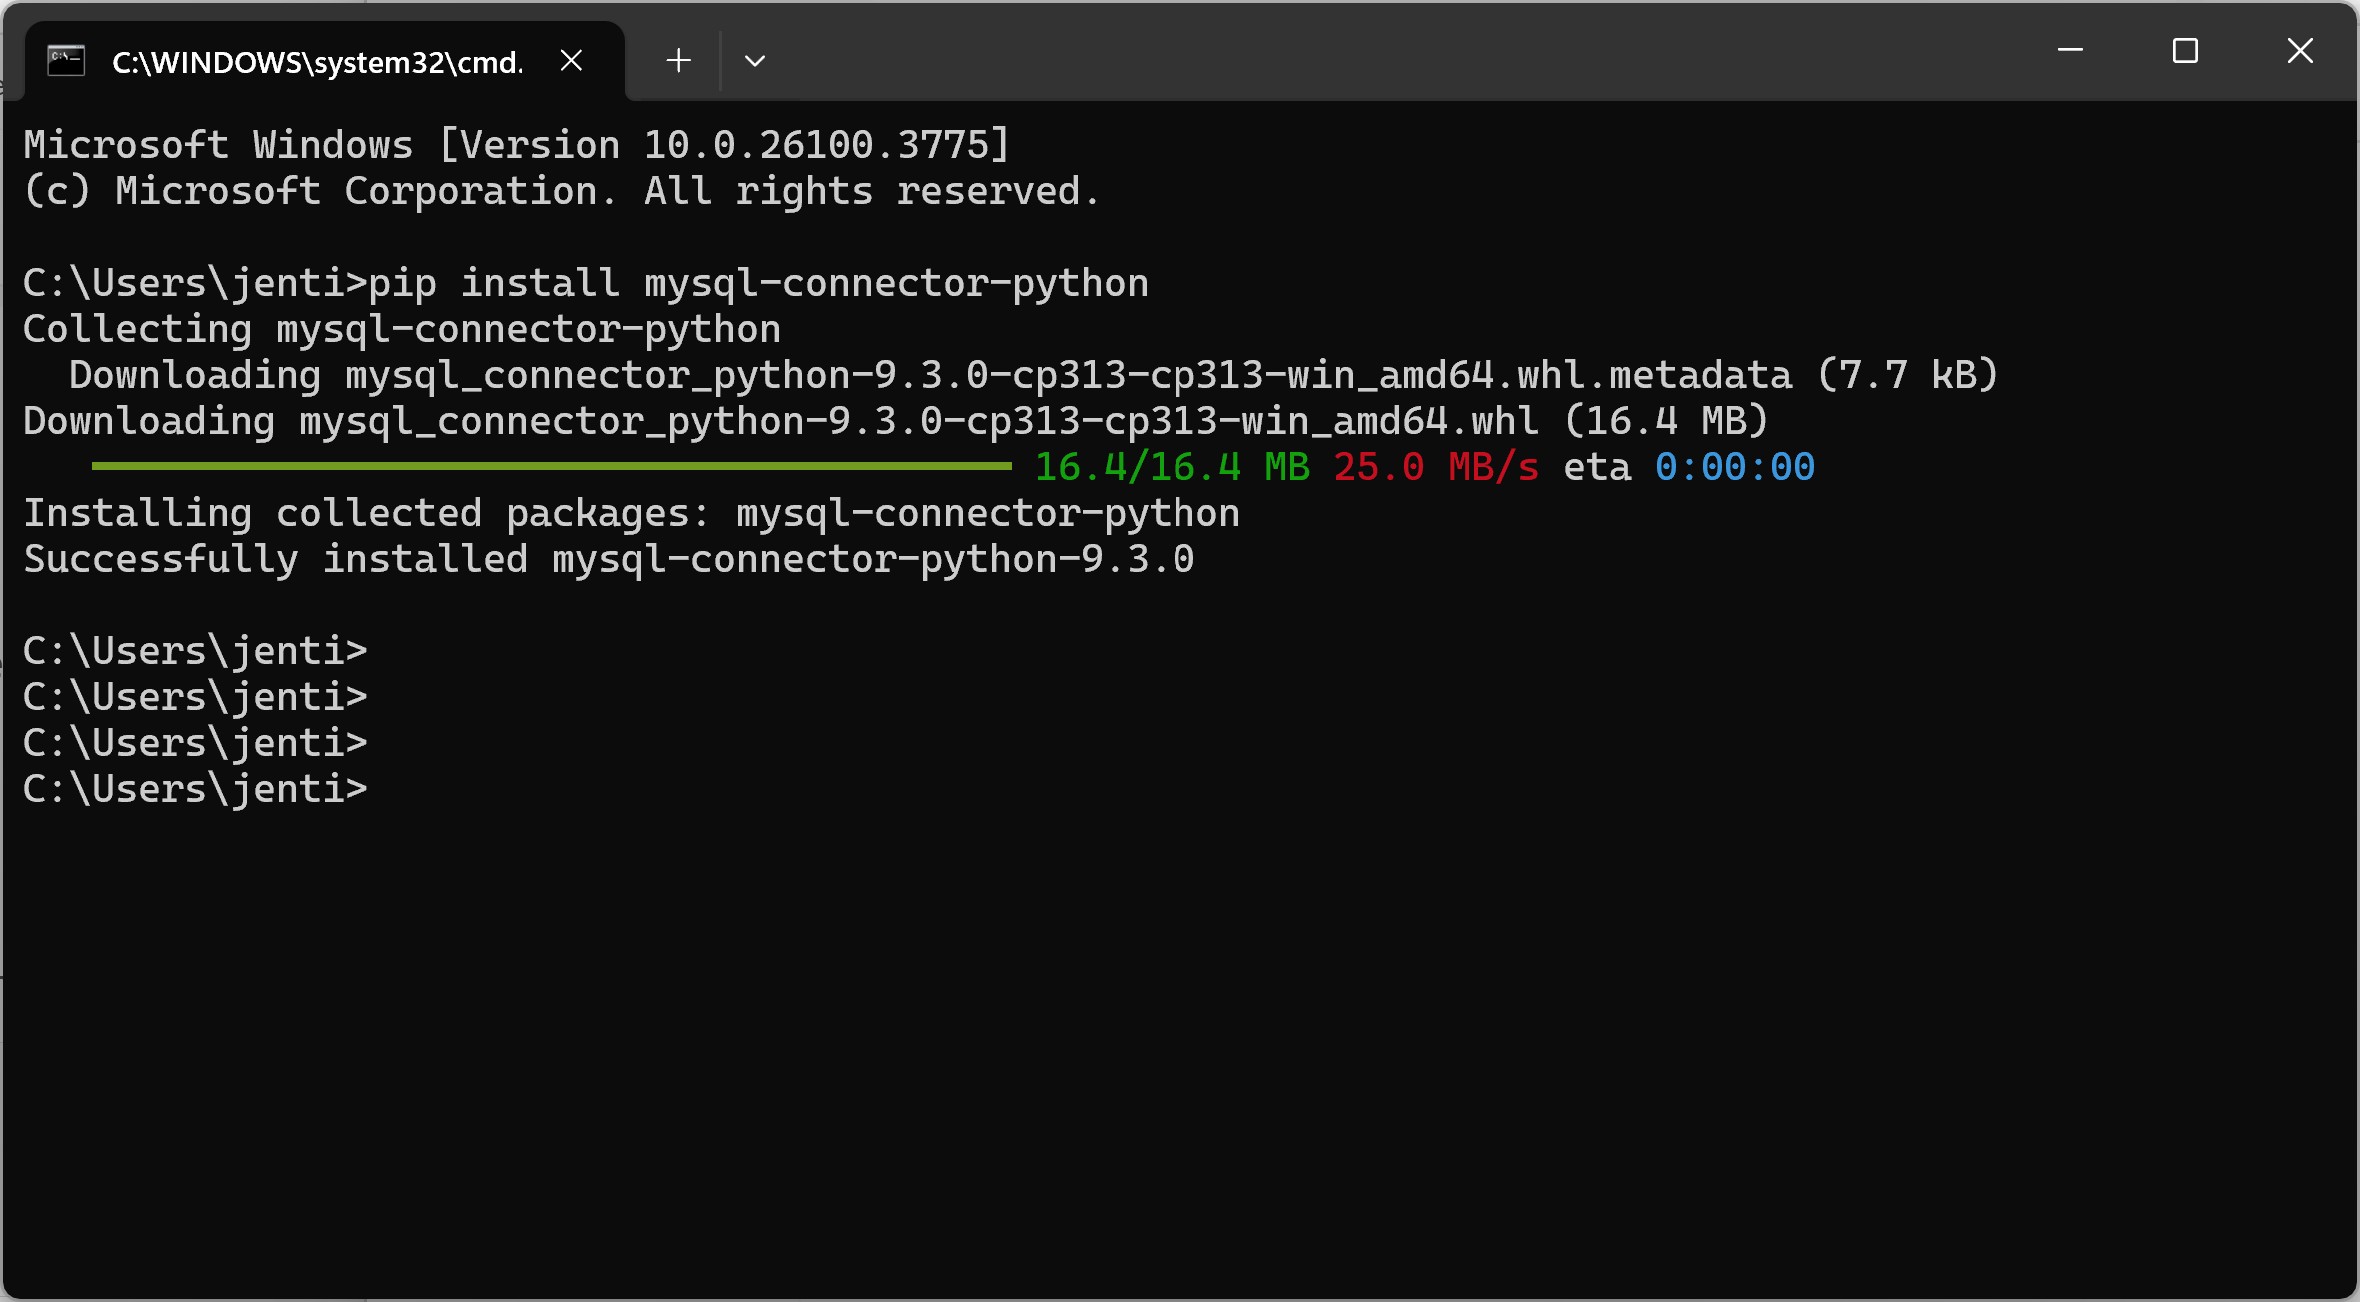 C:\WINDOWS\system32\cmd.
Microsoft Windows [Version 10.0.26100.3775]
(c) Microsoft Corporation. All rights reserved.
C:\Users\jenti>pip install mysql-connector-python
Collecting mysql-connector-python
  Downloading mysql_connector_python-9.3.0-cp313-cp313-win_amd64.whl.metadata (7.7 kB)
Downloading mysql_connector_python-9.3.0-cp313-cp313-win_amd64.whl (16.4 MB)
16.4/16.4 MB 25.0 MB/s eta 0:00:00
Installing collected packages: mysql-connector-python
Successfully installed mysql-connector-python-9.3.0
C:\Users\jenti>
C:\Users\jenti>
C:\Users\jenti>
C:\Users\jenti>